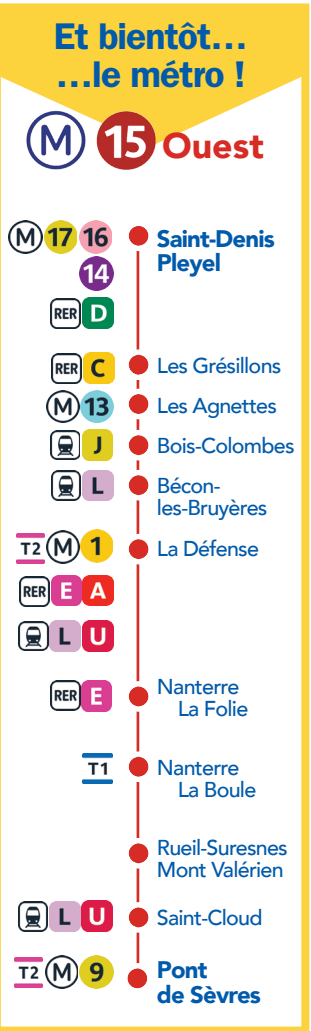 Et bientôt...
...le métro !
M 15 Ouest
M 17 16 Saint-Denis
14 Pleyel
RER D
RER C Les Grésillons
M 13 Les Agnettes
J Bois-Colombes
L Bécon-
les-Bruyères
T2 M 1 La Défense
RER E A
L U
RER E Nanterre
La Folie
T1 Nanterre
La Boule
Rueil-Suresnes
Mont Valérien
L U Saint-Cloud
T2 M 9 Pont
de Sèvres